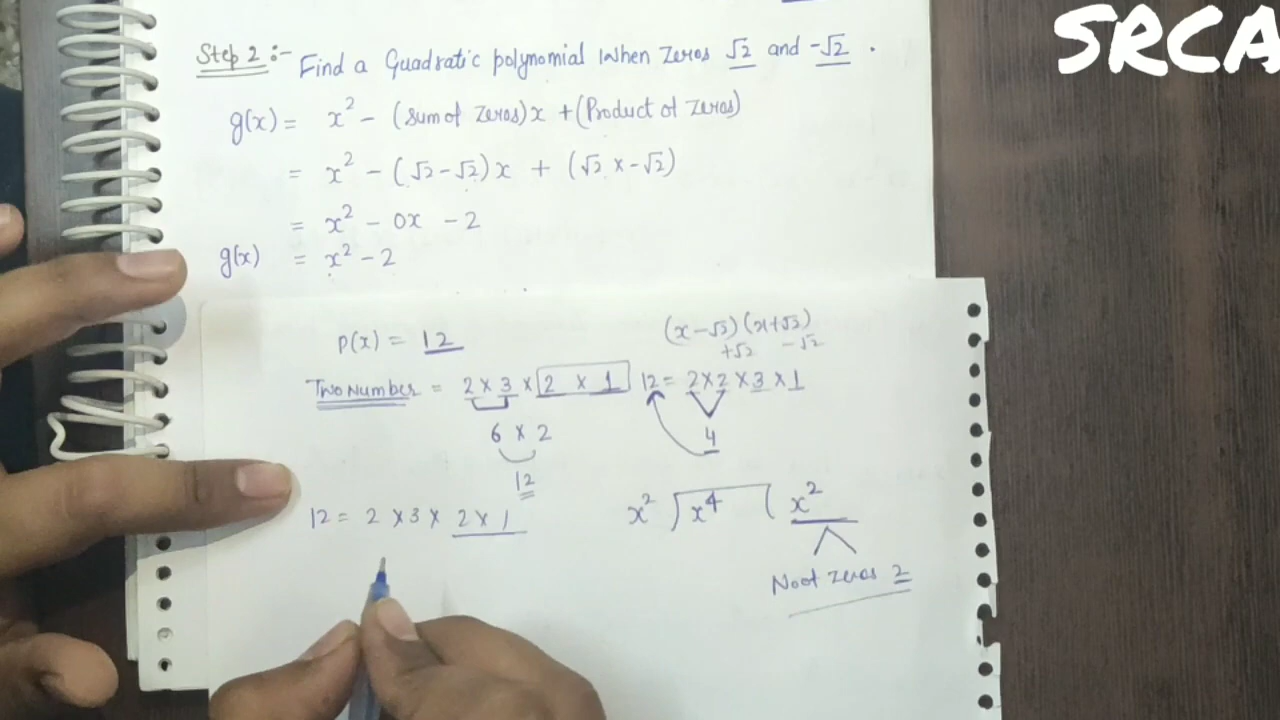 SRCA
Step 2 :- Find a Quadratic polynomial When Zeros √2 and -√2 .
g(x) = x² - (Sum of Zeros)x + (Product of Zeros)
= x² - (√2 - √2)x + (√2 x -√2)
= x² - 0x - 2
g(x) = x² - 2
P(x) = 12
(x - √2)(x + √2)
+√2 - √2
Two Number = 2 x 3 x 2 x 1
12 = 2 x 2 x 3 x 1
6 x 2
4
12
12 = 2 x 3 x 2 x 1
x² ) x⁴ ( x²
No of Zeros 2